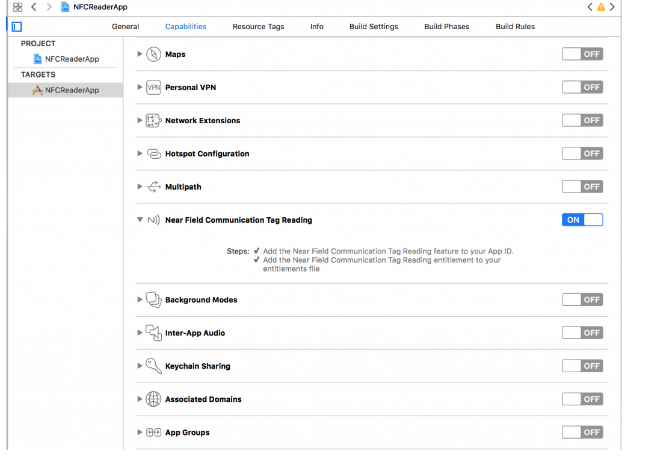 NFCReaderApp
General Capabilities Resource Tags Info Build Settings Build Phases Build Rules
PROJECT
NFCReaderApp
TARGETS
NFCReaderApp
Maps OFF
VPN Personal VPN OFF
Network Extensions OFF
Hotspot Configuration OFF
Multipath OFF
Near Field Communication Tag Reading ON
Steps: ✓ Add the Near Field Communication Tag Reading feature to your App ID.
✓ Add the Near Field Communication Tag Reading entitlement to your
entitlements file
Background Modes OFF
Inter-App Audio OFF
Keychain Sharing OFF
Associated Domains OFF
App Groups OFF